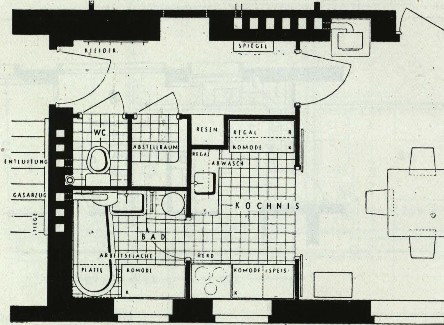 KLEIDER
SPIEGEL
WC
ABSTELLRAUM
BESEN
REGAL
KOMODE
REGAL
ABWASCH
ENTLÜFTUNG
GASABZUG
STIEGE
KOCHNIS
BAD
ARBEITSFLÄCHE
HERD
PLATTE
KOMODE
KOMODE
SPEIS